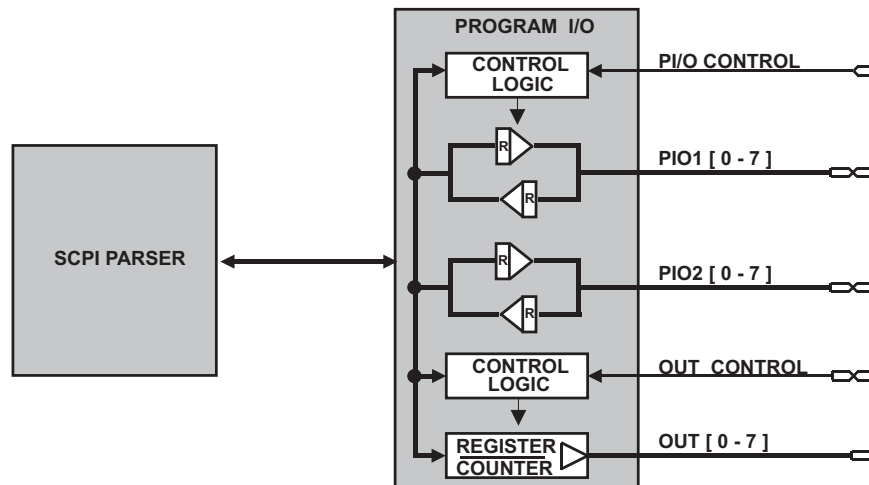 PROGRAM I/O
CONTROL
LOGIC
PI/O CONTROL
R
PIO1 [ 0 - 7 ]
R
SCPI PARSER
R
PIO2 [ 0 - 7 ]
R
CONTROL
LOGIC
OUT CONTROL
REGISTER
COUNTER
OUT [ 0 - 7 ]